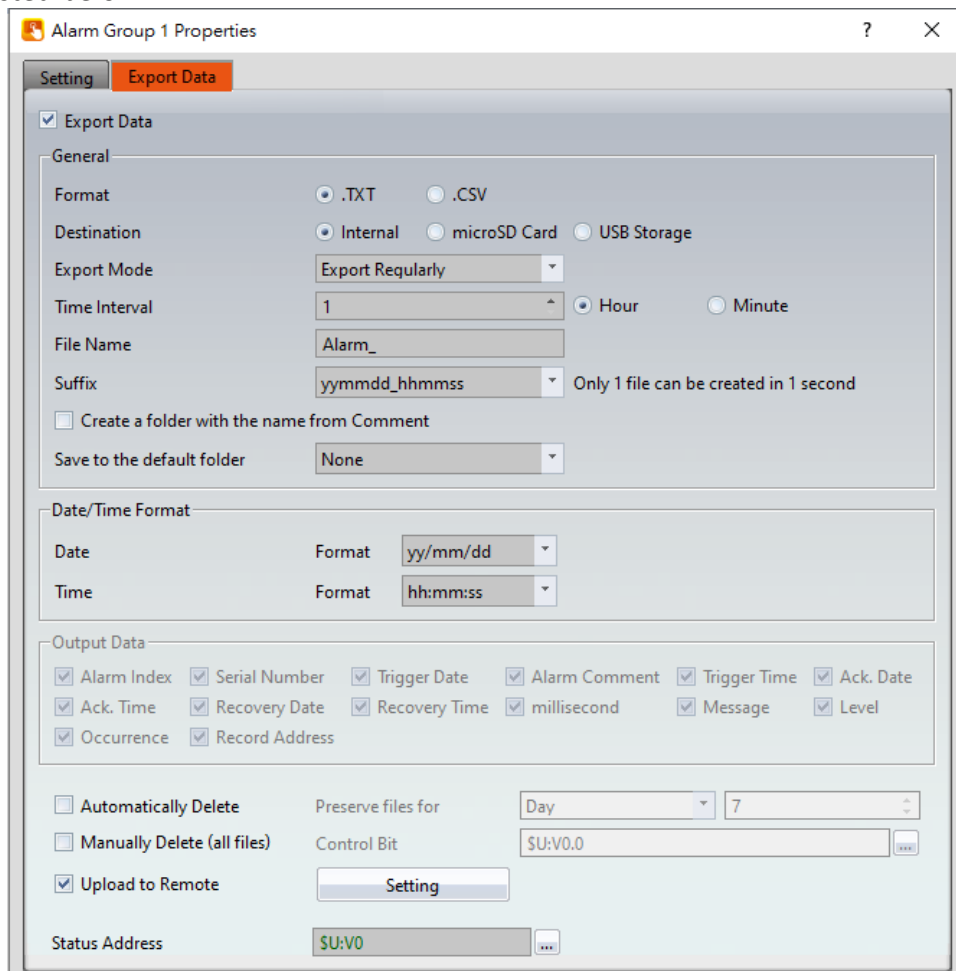 Alarm Group 1 Properties ? ×
Setting Export Data
Export Data
General
Format .TXT .CSV
Destination Internal microSD Card USB Storage
Export Mode Export Regularly
Time Interval 1 Hour Minute
File Name Alarm_
Suffix yymmdd_hhmmss Only 1 file can be created in 1 second
Create a folder with the name from Comment
Save to the default folder None
Date/Time Format
Date Format yy/mm/dd
Time Format hh:mm:ss
Output Data
Alarm Index Serial Number Trigger Date Alarm Comment Trigger Time Ack. Date
Ack. Time Recovery Date Recovery Time millisecond Message Level
Occurrence Record Address
Automatically Delete Preserve files for Day 7
Manually Delete (all files) Control Bit $U:V0.0 ...
Upload to Remote Setting
Status Address $U:V0 ...